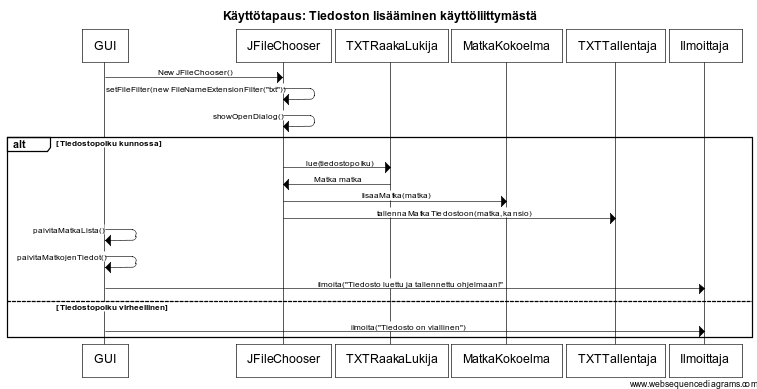 Käyttötapaus: Tiedoston lisääminen käyttöliittymästä
GUI
JFileChooser
TXTRaakaLukija
MatkaKokoelma
TXTTallentaja
Ilmoittaja
New JFileChooser()
setFileFilter(new FileNameExtensionFilter("txt"))
showOpenDialog()
alt
[Tiedostopolku kunnossa]
lue(tiedostopolku)
Matka matka
lisaaMatka(matka)
tallennaMatkaTiedostoon(matka,kansio)
paivitaMatkaLista()
paivitaMatkojenTiedot()
ilmoita("Tiedosto luettu ja tallennettu ohjelmaan!"
[Tiedostopolku virheellinen]
ilmoita("Tiedosto on viallinen")
GUI
JFileChooser
TXTRaakaLukija
MatkaKokoelma
TXTTallentaja
Ilmoittaja
www.websequencediagrams.com